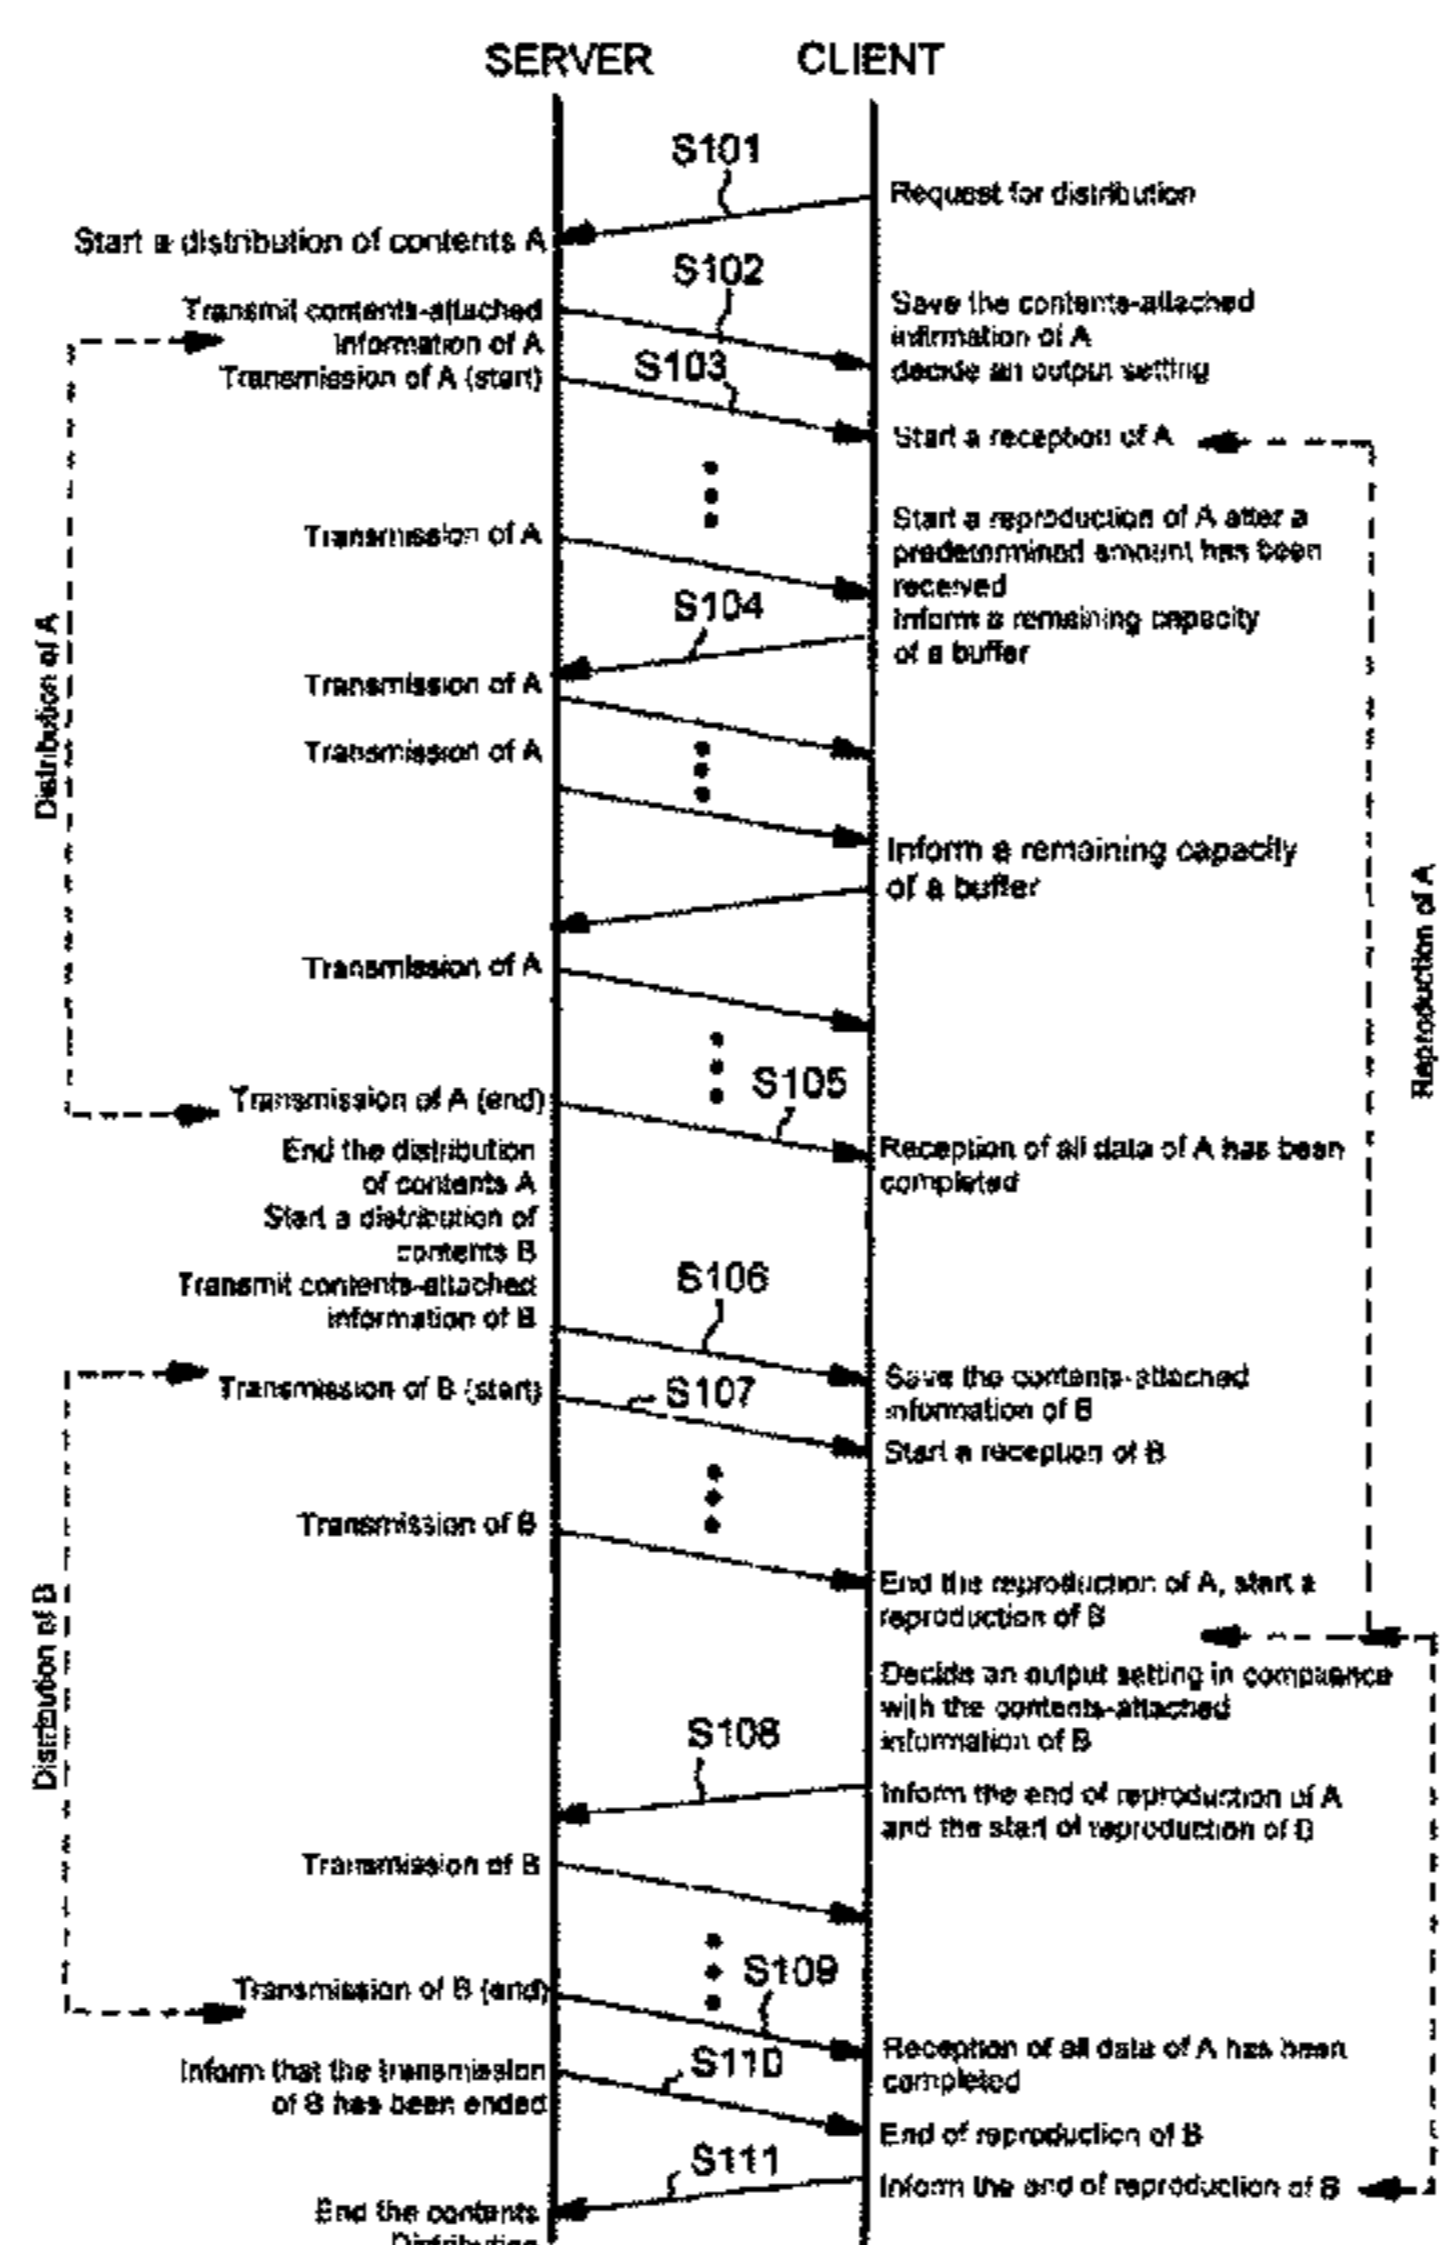 SERVER
CLIENT
S101
Request for distribution
Start a distribution of contents A
S102
Transmit contents-attached
information of A
Save the contents-attached
infirmation of A
decide an output setting
Transmission of A (start)
S103
Start a reception of A
Transmission of A
Start a reproduction of A after a
predetermined amount has been
received
S104
Inform a remaining capacity
of a buffer
Transmission of A
Transmission of A
Distribution of A
Inform a remaining capacity
of a buffer
Reproduction of A
Transmission of A
S105
Transmission of A (end)
Reception of all data of A has been
completed
End the distribution
of contents A
Start a distribution of
contents B
Transmit contents-attached
information of B
S106
Save the contents-attached
information of B
Transmission of B (start)
S107
Start a reception of B
Transmission of B
End the reproduction of A, start a
reproduction of B
Distribution of B
Decide an output setting in compliance
with the contents-attached
information of B
S108
Inform the end of reproduction of A
and the start of reproduction of B
Transmission of B
S109
Transmission of B (end)
Reception of all data of A has been
completed
Inform that the transmission
of B has been ended
S110
End of reproduction of B
S111
Inform the end of reproduction of B
End the contents
Distribution